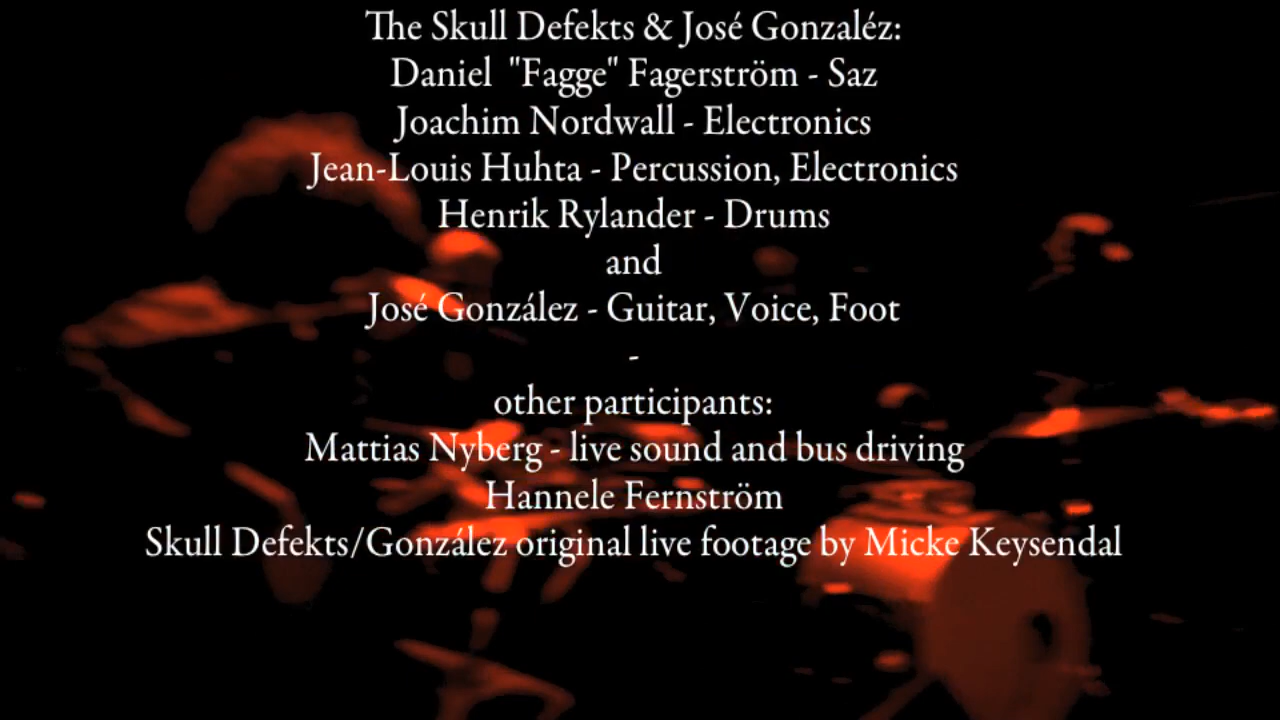 The Skull Defekts & José Gonzaléz:
Daniel "Fagge" Fagerström - Saz
Joachim Nordwall - Electronics
Jean-Louis Huhta - Percussion, Electronics
Henrik Rylander - Drums
and
José González - Guitar, Voice, Foot
-
other participants:
Mattias Nyberg - live sound and bus driving
Hannele Fernström
Skull Defekts/González original live footage by Micke Keysendal